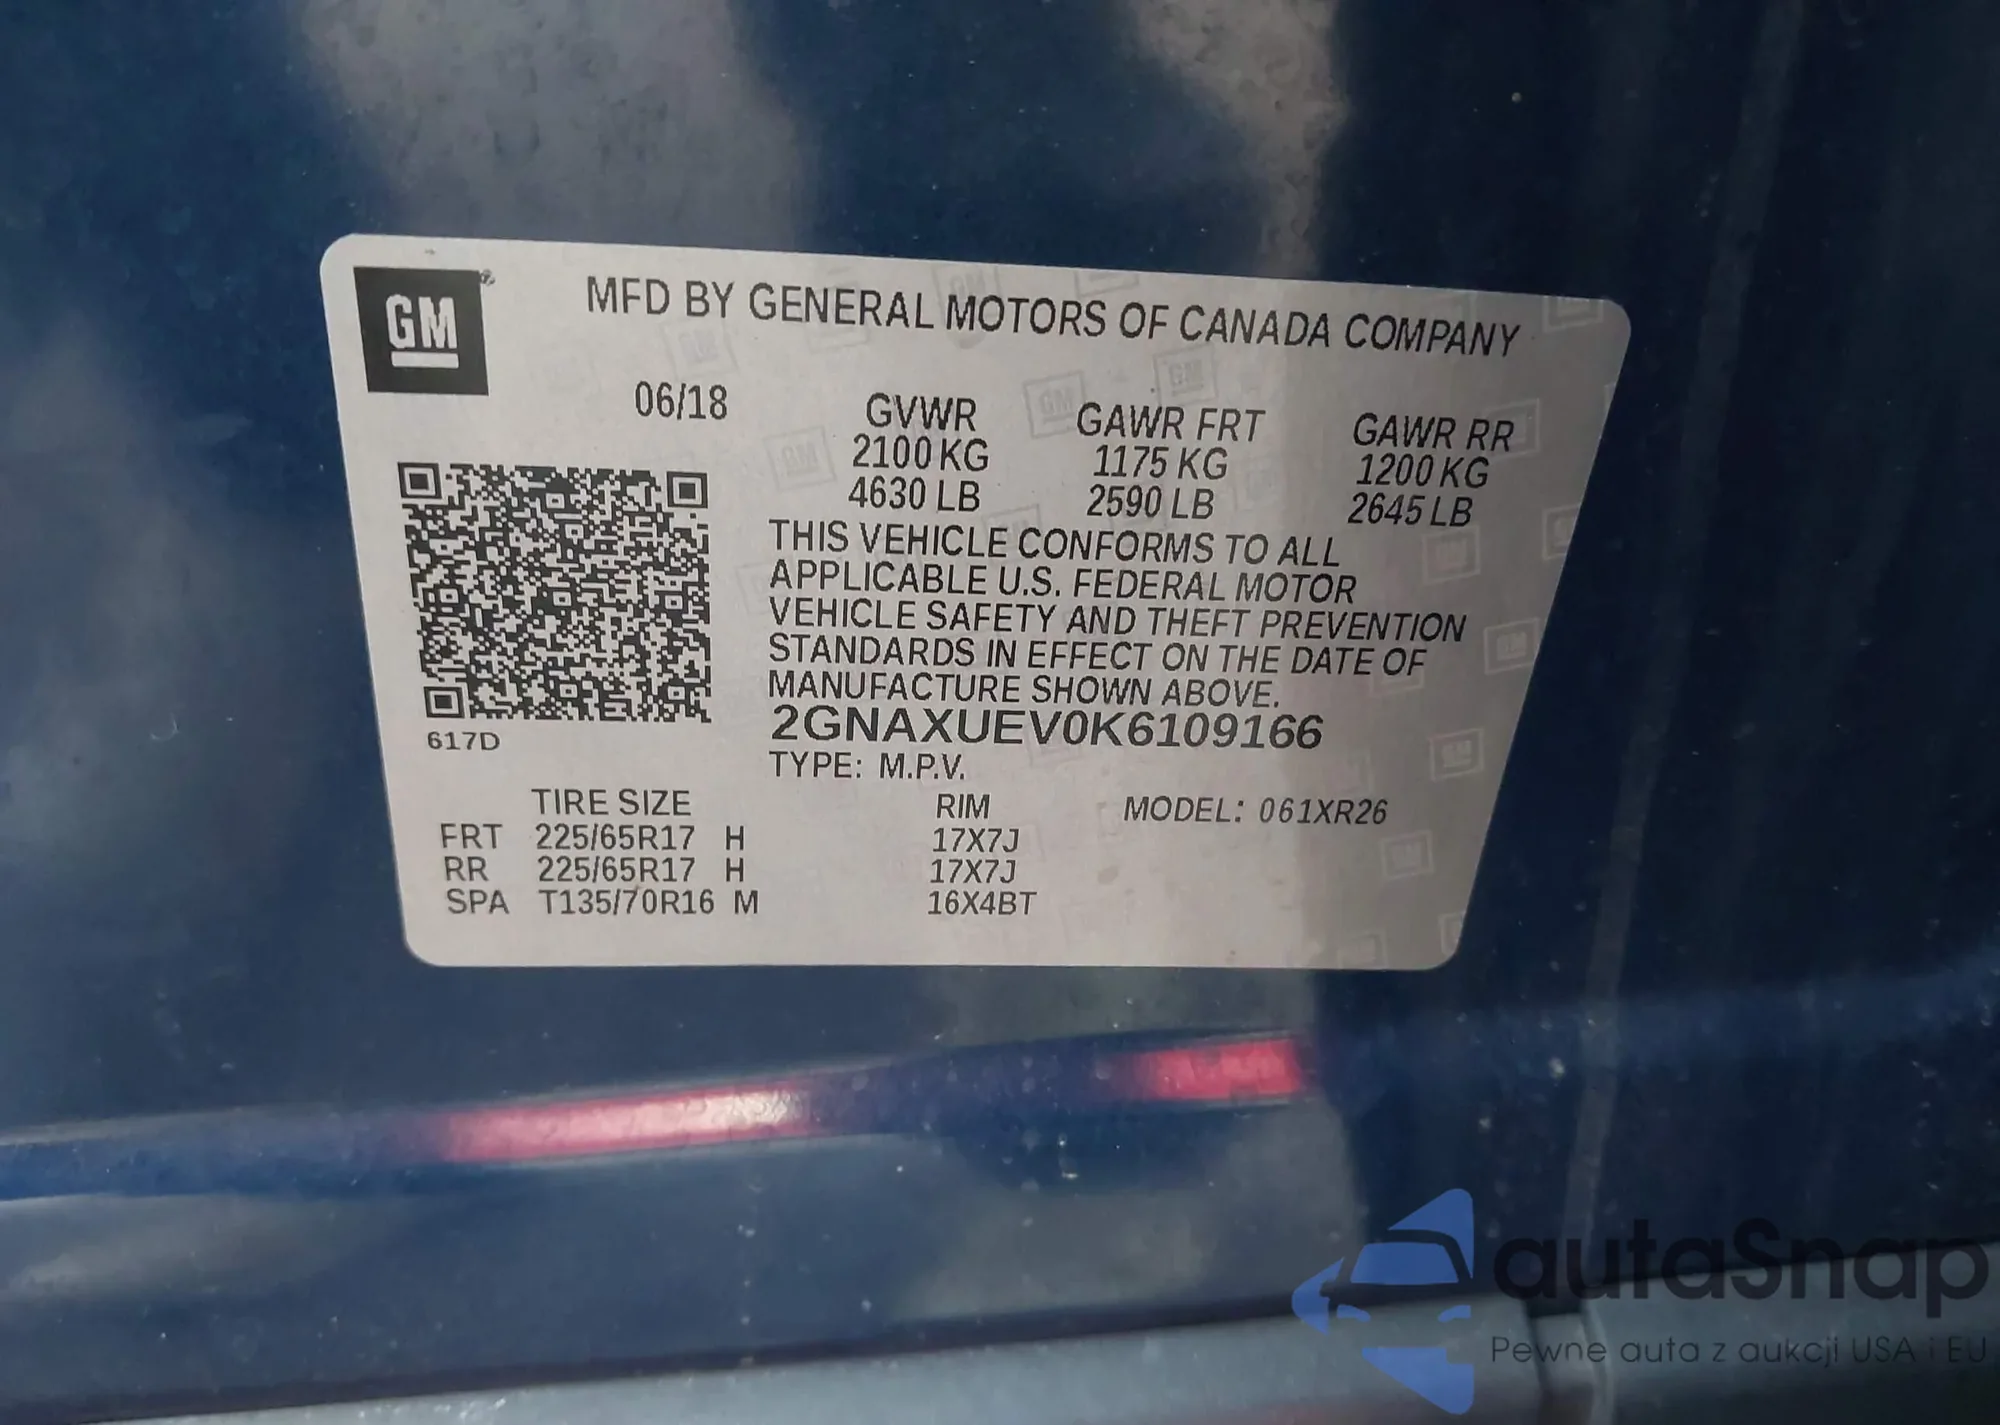 GM
MFD BY GENERAL MOTORS OF CANADA COMPANY
06/18
GVWR GAWR FRT GAWR RR
2100 KG 1175 KG 1200 KG
4630 LB 2590 LB 2645 LB
THIS VEHICLE CONFORMS TO ALL
APPLICABLE U.S. FEDERAL MOTOR
VEHICLE SAFETY AND THEFT PREVENTION
STANDARDS IN EFFECT ON THE DATE OF
MANUFACTURE SHOWN ABOVE.
2GNAXUEV0K6109166
617D
TYPE: M.P.V.
TIRE SIZE RIM MODEL: 061XR26
FRT 225/65R17 H 17X7J
RR 225/65R17 H 17X7J
SPA T135/70R16 M 16X4BT
autaSnap
Pewne auta z aukcji USA i EU